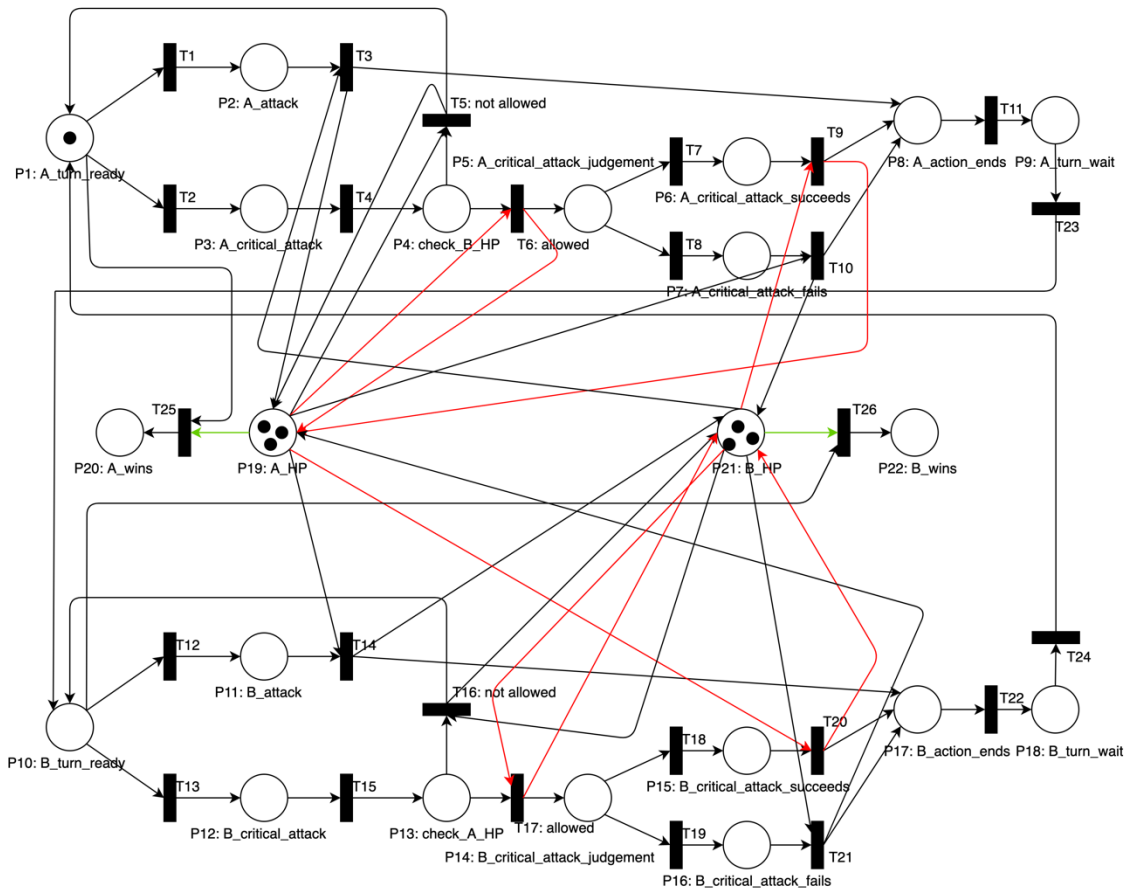 T1
T3
P2: A_attack
T5: not allowed
P1: A_turn_ready
P5: A_critical_attack_judgement
T7
T9
T11
P8: A_action_ends
P9: A_turn_wait
T2
T4
P6: A_critical_attack_succeeds
P3: A_critical_attack
P4: check_B_HP
T6: allowed
T8
T10
T23
P7: A_critical_attack_fails
T25
T26
P20: A_wins
P19: A_HP
P21: B_HP
P22: B_wins
T12
T14
P11: B_attack
T16: not allowed
T24
P10: B_turn_ready
T18
T20
T22
P17: B_action_ends
P18: B_turn_wait
T13
T15
P15: B_critical_attack_succeeds
P12: B_critical_attack
P13: check_A_HP
T17: allowed
T19
P14: B_critical_attack_judgement
T21
P16: B_critical_attack_fails